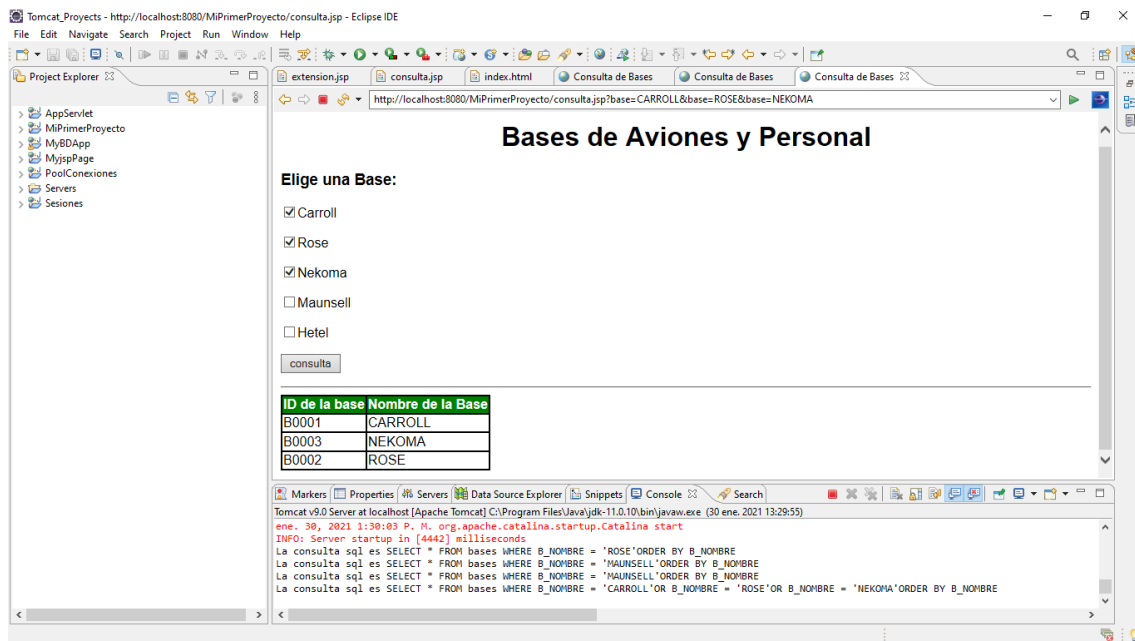 Tomcat_Proyects - http://localhost:8080/MiPrimerProyecto/consulta.jsp - Eclipse IDE
File Edit Navigate Search Project Run Window Help
Project Explorer
extension.jsp consulta.jsp index.html Consulta de Bases Consulta de Bases Consulta de Bases
http://localhost:8080/MiPrimerProyecto/consulta.jsp?base=CARROLL&base=ROSE&base=NEKOMA
AppServlet
MiPrimerProyecto
MyBDApp
MyjspPage
PoolConexiones
Servers
Sesiones
Bases de Aviones y Personal
Elige una Base:
Carroll
Rose
Nekoma
Maunsell
Hetel
consulta
ID de la base Nombre de la Base
B0001 CARROLL
B0003 NEKOMA
B0002 ROSE
Markers Properties Servers Data Source Explorer Snippets Console Search
Tomcat v9.0 Server at localhost [Apache Tomcat] C:\Program Files\Java\jdk-11.0.10\bin\javaw.exe (30 ene. 2021 13:29:55)
ene. 30, 2021 1:30:03 P. M. org.apache.catalina.startup.Catalina start
INFO: Server startup in [4442] milliseconds
La consulta sql es SELECT * FROM bases WHERE B_NOMBRE = 'ROSE'ORDER BY B_NOMBRE
La consulta sql es SELECT * FROM bases WHERE B_NOMBRE = 'MAUNSELL'ORDER BY B_NOMBRE
La consulta sql es SELECT * FROM bases WHERE B_NOMBRE = 'MAUNSELL'ORDER BY B_NOMBRE
La consulta sql es SELECT * FROM bases WHERE B_NOMBRE = 'CARROLL'OR B_NOMBRE = 'ROSE'OR B_NOMBRE = 'NEKOMA'ORDER BY B_NOMBRE